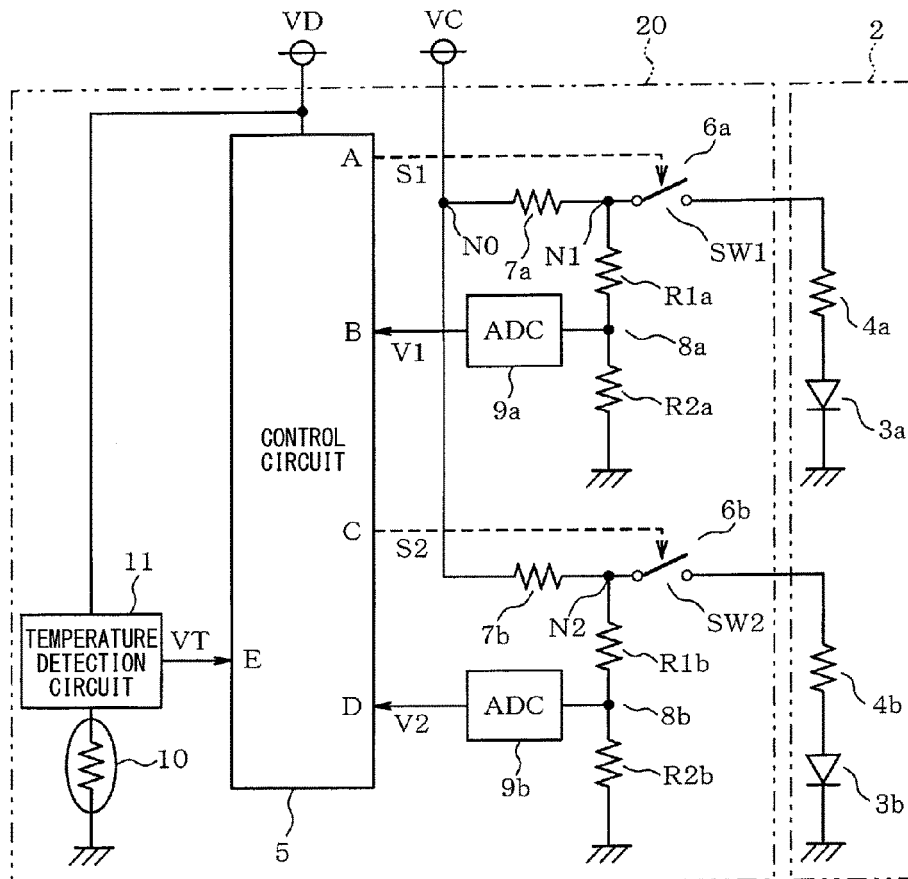 VD
VC
20
2
A
S1
6a
N0
7a
N1
SW1
R1a
4a
B
V1
ADC
9a
8a
R2a
3a
CONTROL
CIRCUIT
C
S2
6b
11
7b
N2
SW2
TEMPERATURE
DETECTION
CIRCUIT
VT
E
R1b
D
V2
ADC
9b
8b
4b
10
R2b
3b
5